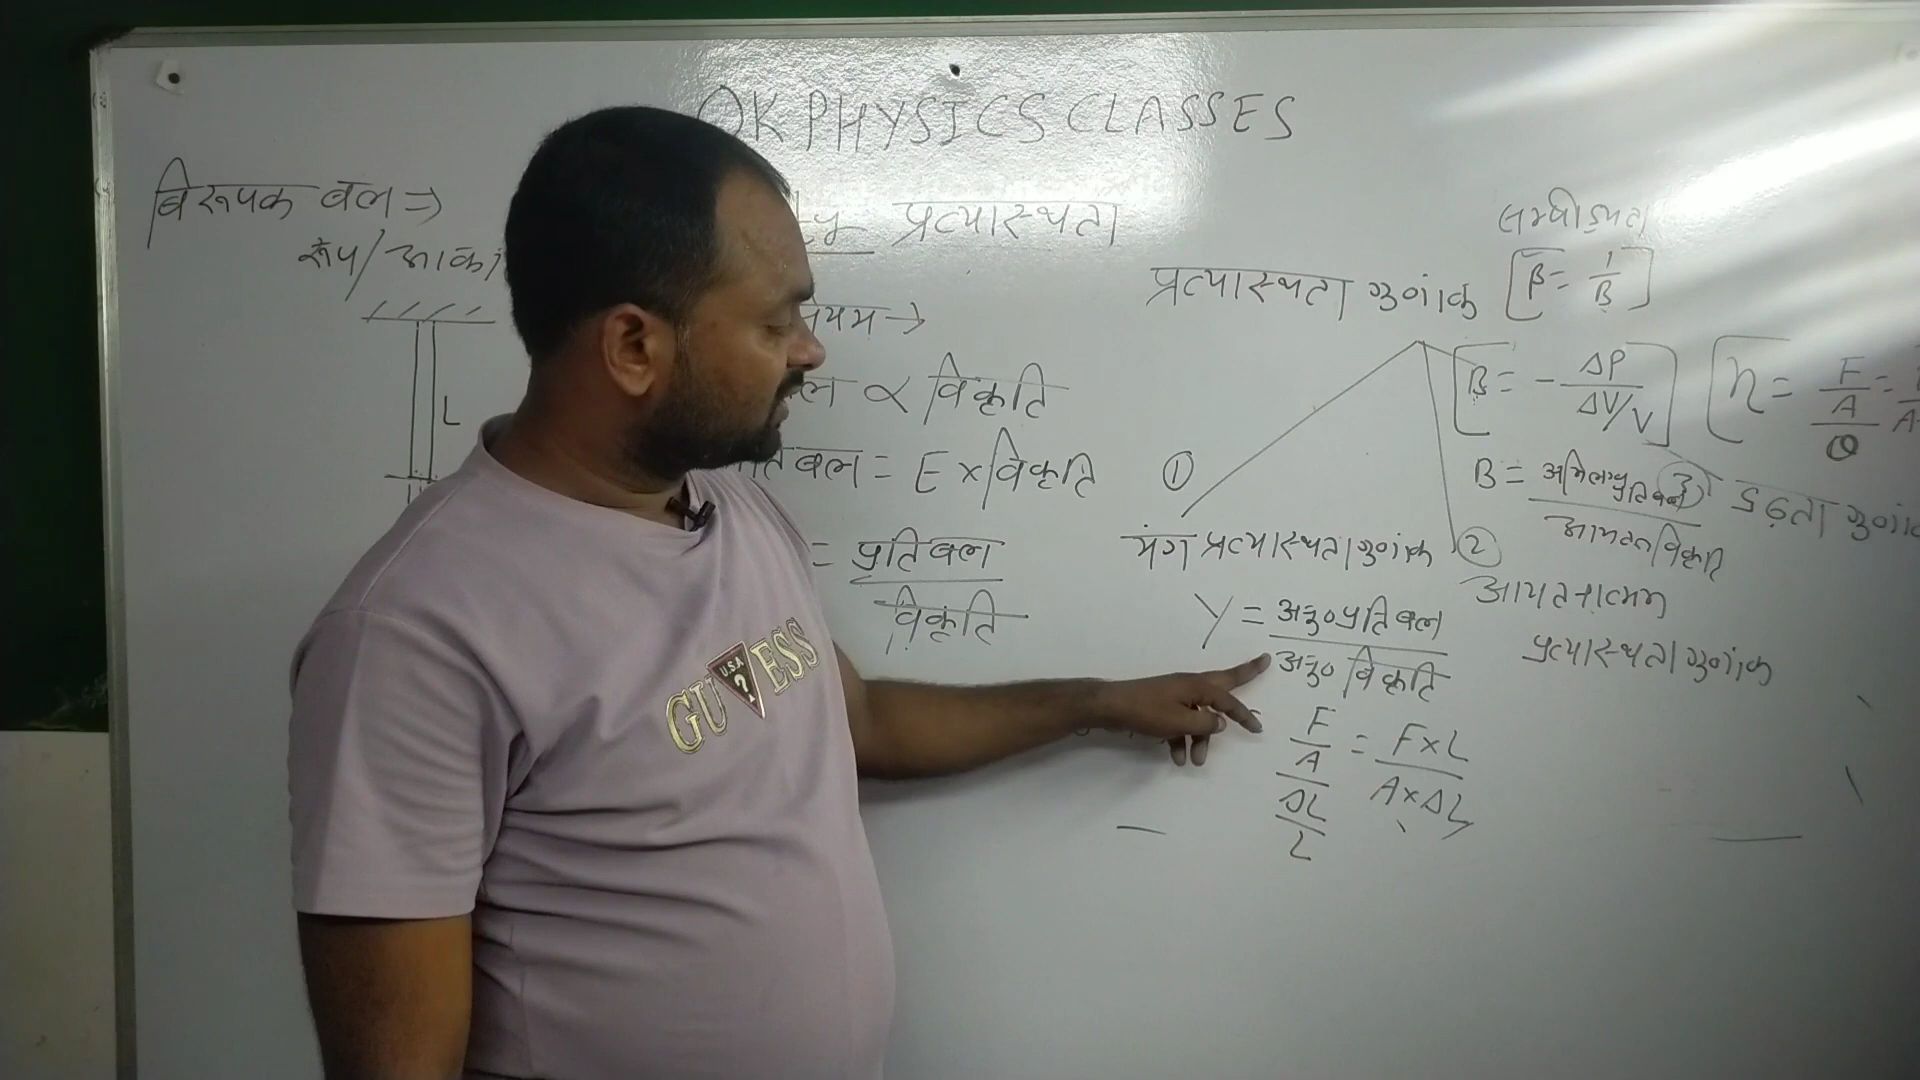 OK PHYSICS CLASSES
बिरूपक बल ⇒
रूप/आका
ty प्रत्यास्थता
L
नियम →
ल ∝ विकृति
तिबल = E × विकृति
= प्रतिबल
विकृति
सम्पीड्यता
प्रत्यास्थता गुणांक [β = 1/B]
[B = - ΔP / ΔV/V]
[η = F/A / θ = F
A
①
B = अभिलम्ब प्रतिबल
आयतन विकृति
③ दृढ़ता गुणांक
यंग प्रत्यास्थता गुणांक
②
आयतनात्मक
प्रत्यास्थता गुणांक
Y = अनु० प्रतिबल
अनु० विकृति
= F/A / ΔL/L = F×L / A×ΔL
GUESS
U.S.A
?